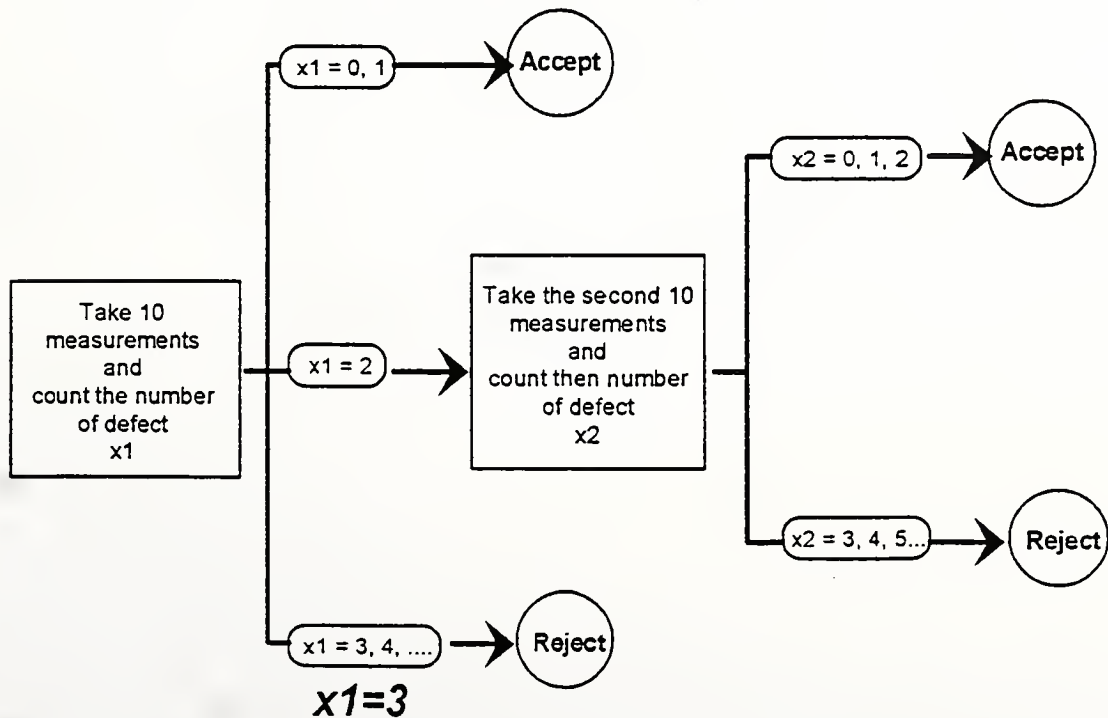 x1 = 0, 1
Accept
x2 = 0, 1, 2
Accept
Take 10
measurements
and
count the number
of defect
x1
x1 = 2
Take the second 10
measurements
and
count then number
of defect
x2
x2 = 3, 4, 5...
Reject
x1 = 3, 4, ....
Reject
x1=3